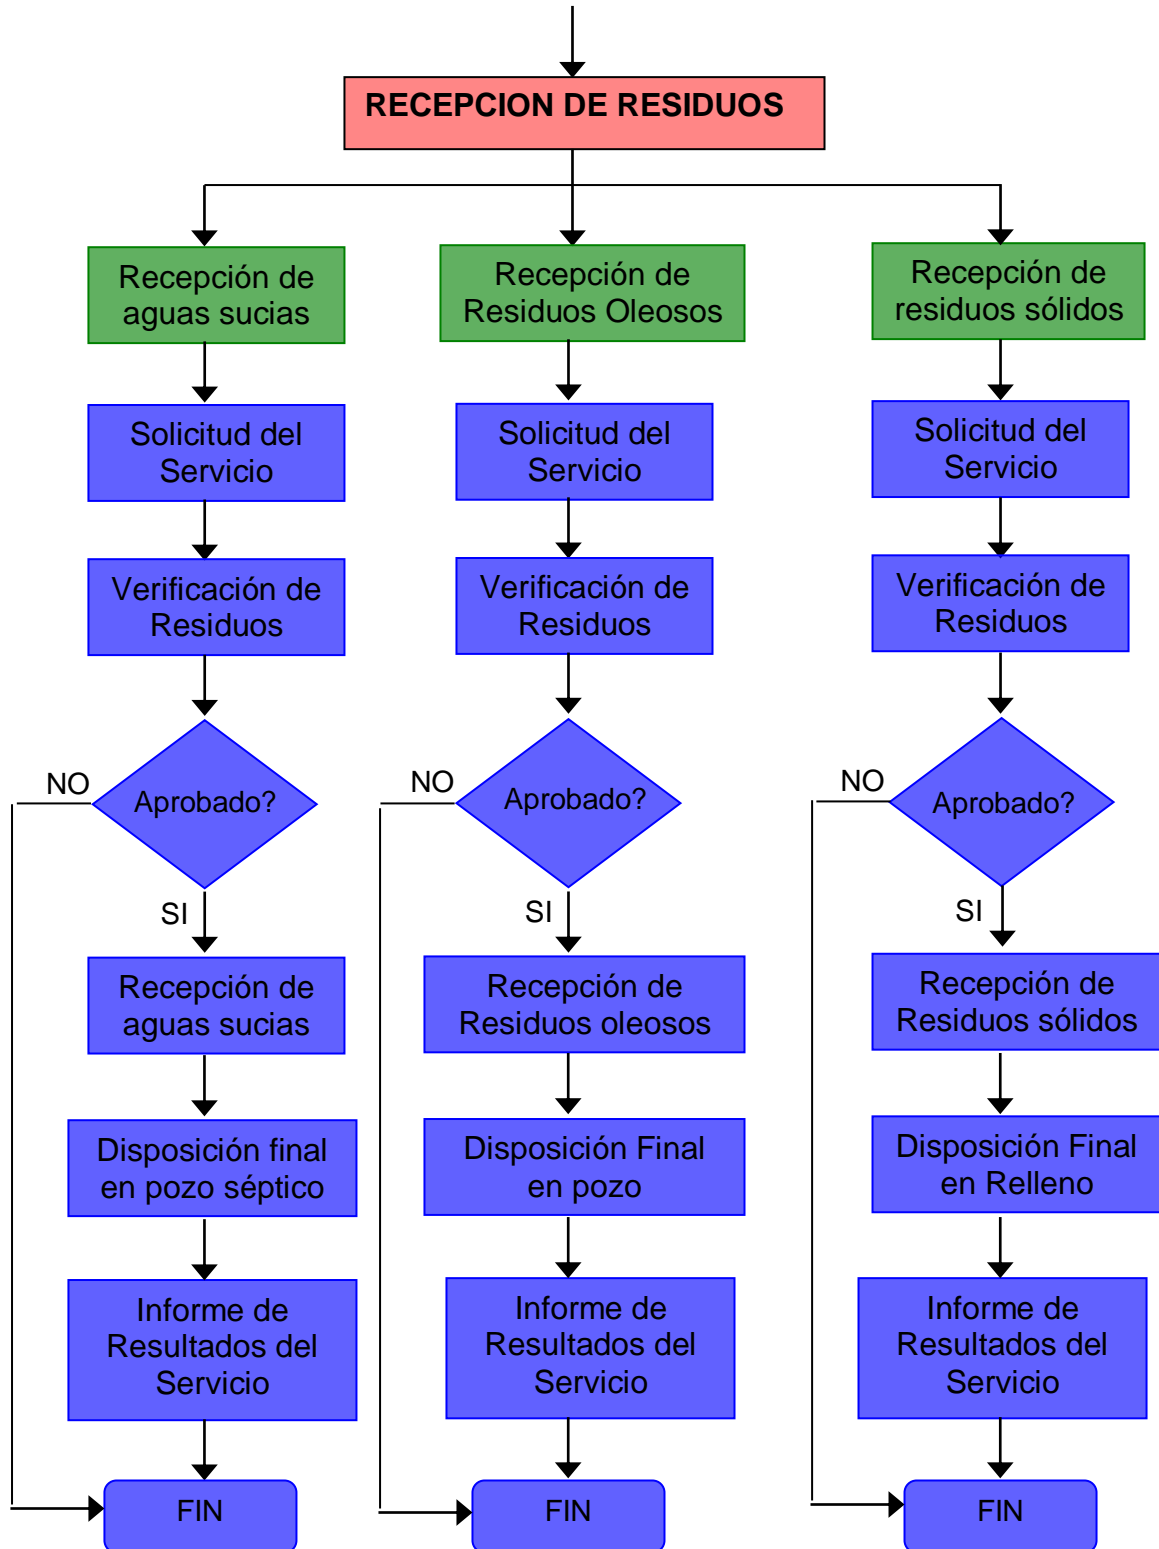 RECEPCION DE RESIDUOS
Recepción de
aguas sucias
Solicitud del
Servicio
Verificación de
Residuos
Aprobado?
NO
SI
Recepción de
aguas sucias
Disposición final
en pozo séptico
Informe de
Resultados del
Servicio
FIN
Recepción de
Residuos Oleosos
Solicitud del
Servicio
Verificación de
Residuos
Aprobado?
NO
SI
Recepción de
Residuos oleosos
Disposición Final
en pozo
Informe de
Resultados del
Servicio
FIN
Recepción de
residuos sólidos
Solicitud del
Servicio
Verificación de
Residuos
Aprobado?
NO
SI
Recepción de
Residuos sólidos
Disposición Final
en Relleno
Informe de
Resultados del
Servicio
FIN